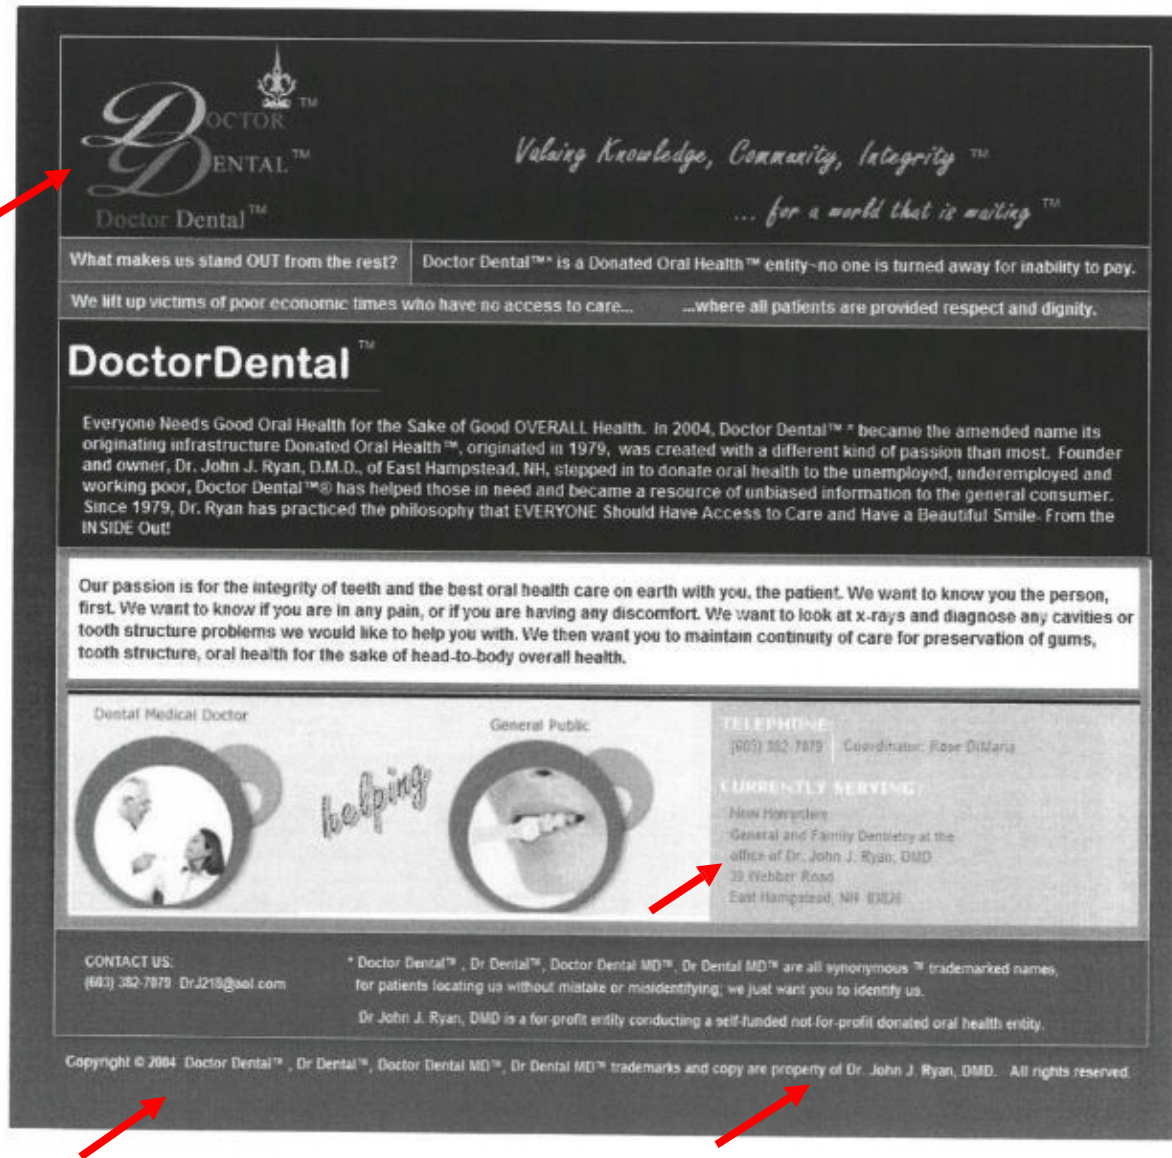 DOCTOR ™
DENTAL ™
Doctor Dental™
Valuing Knowledge, Community, Integrity ™
... for a world that is waiting ™
What makes us stand OUT from the rest?
Doctor Dental™* is a Donated Oral Health™ entity~no one is turned away for inability to pay.
We lift up victims of poor economic times who have no access to care... ...where all patients are provided respect and dignity.
DoctorDental ™
Everyone Needs Good Oral Health for the Sake of Good OVERALL Health. In 2004, Doctor Dental™ * became the amended name its
originating infrastructure Donated Oral Health™, originated in 1979, was created with a different kind of passion than most. Founder
and owner, Dr. John J. Ryan, D.M.D., of East Hampstead, NH, stepped in to donate oral health to the unemployed, underemployed and
working poor, Doctor Dental™® has helped those in need and became a resource of unbiased information to the general consumer.
Since 1979, Dr. Ryan has practiced the philosophy that EVERYONE Should Have Access to Care and Have a Beautiful Smile- From the
INSIDE Out!
Our passion is for the integrity of teeth and the best oral health care on earth with you, the patient. We want to know you the person,
first. We want to know if you are in any pain, or if you are having any discomfort. We want to look at x-rays and diagnose any cavities or
tooth structure problems we would like to help you with. We then want you to maintain continuity of care for preservation of gums,
tooth structure, oral health for the sake of head-to-body overall health.
Dental Medical Doctor
helping
General Public
TELEPHONE:
(603) 382-7879 Coordinator: Rose DiMaria
CURRENTLY SERVING:
New Hampshire
General and Family Dentistry at the
office of Dr. John J. Ryan, DMD
39 Webber Road
East Hampstead, NH 03826
CONTACT US:
(603) 382-7879 DrJ218@aol.com
* Doctor Dental™ , Dr Dental™, Doctor Dental MD™, Dr Dental MD™ are all synonymous ™ trademarked names,
for patients locating us without mistake or misidentifying; we just want you to identify us.
Dr John J. Ryan, DMD is a for-profit entity conducting a self-funded not-for-profit donated oral health entity.
Copyright © 2004 Doctor Dental™ , Dr Dental™, Doctor Dental MD™, Dr Dental MD™ trademarks and copy are property of Dr. John J. Ryan, DMD. All rights reserved.